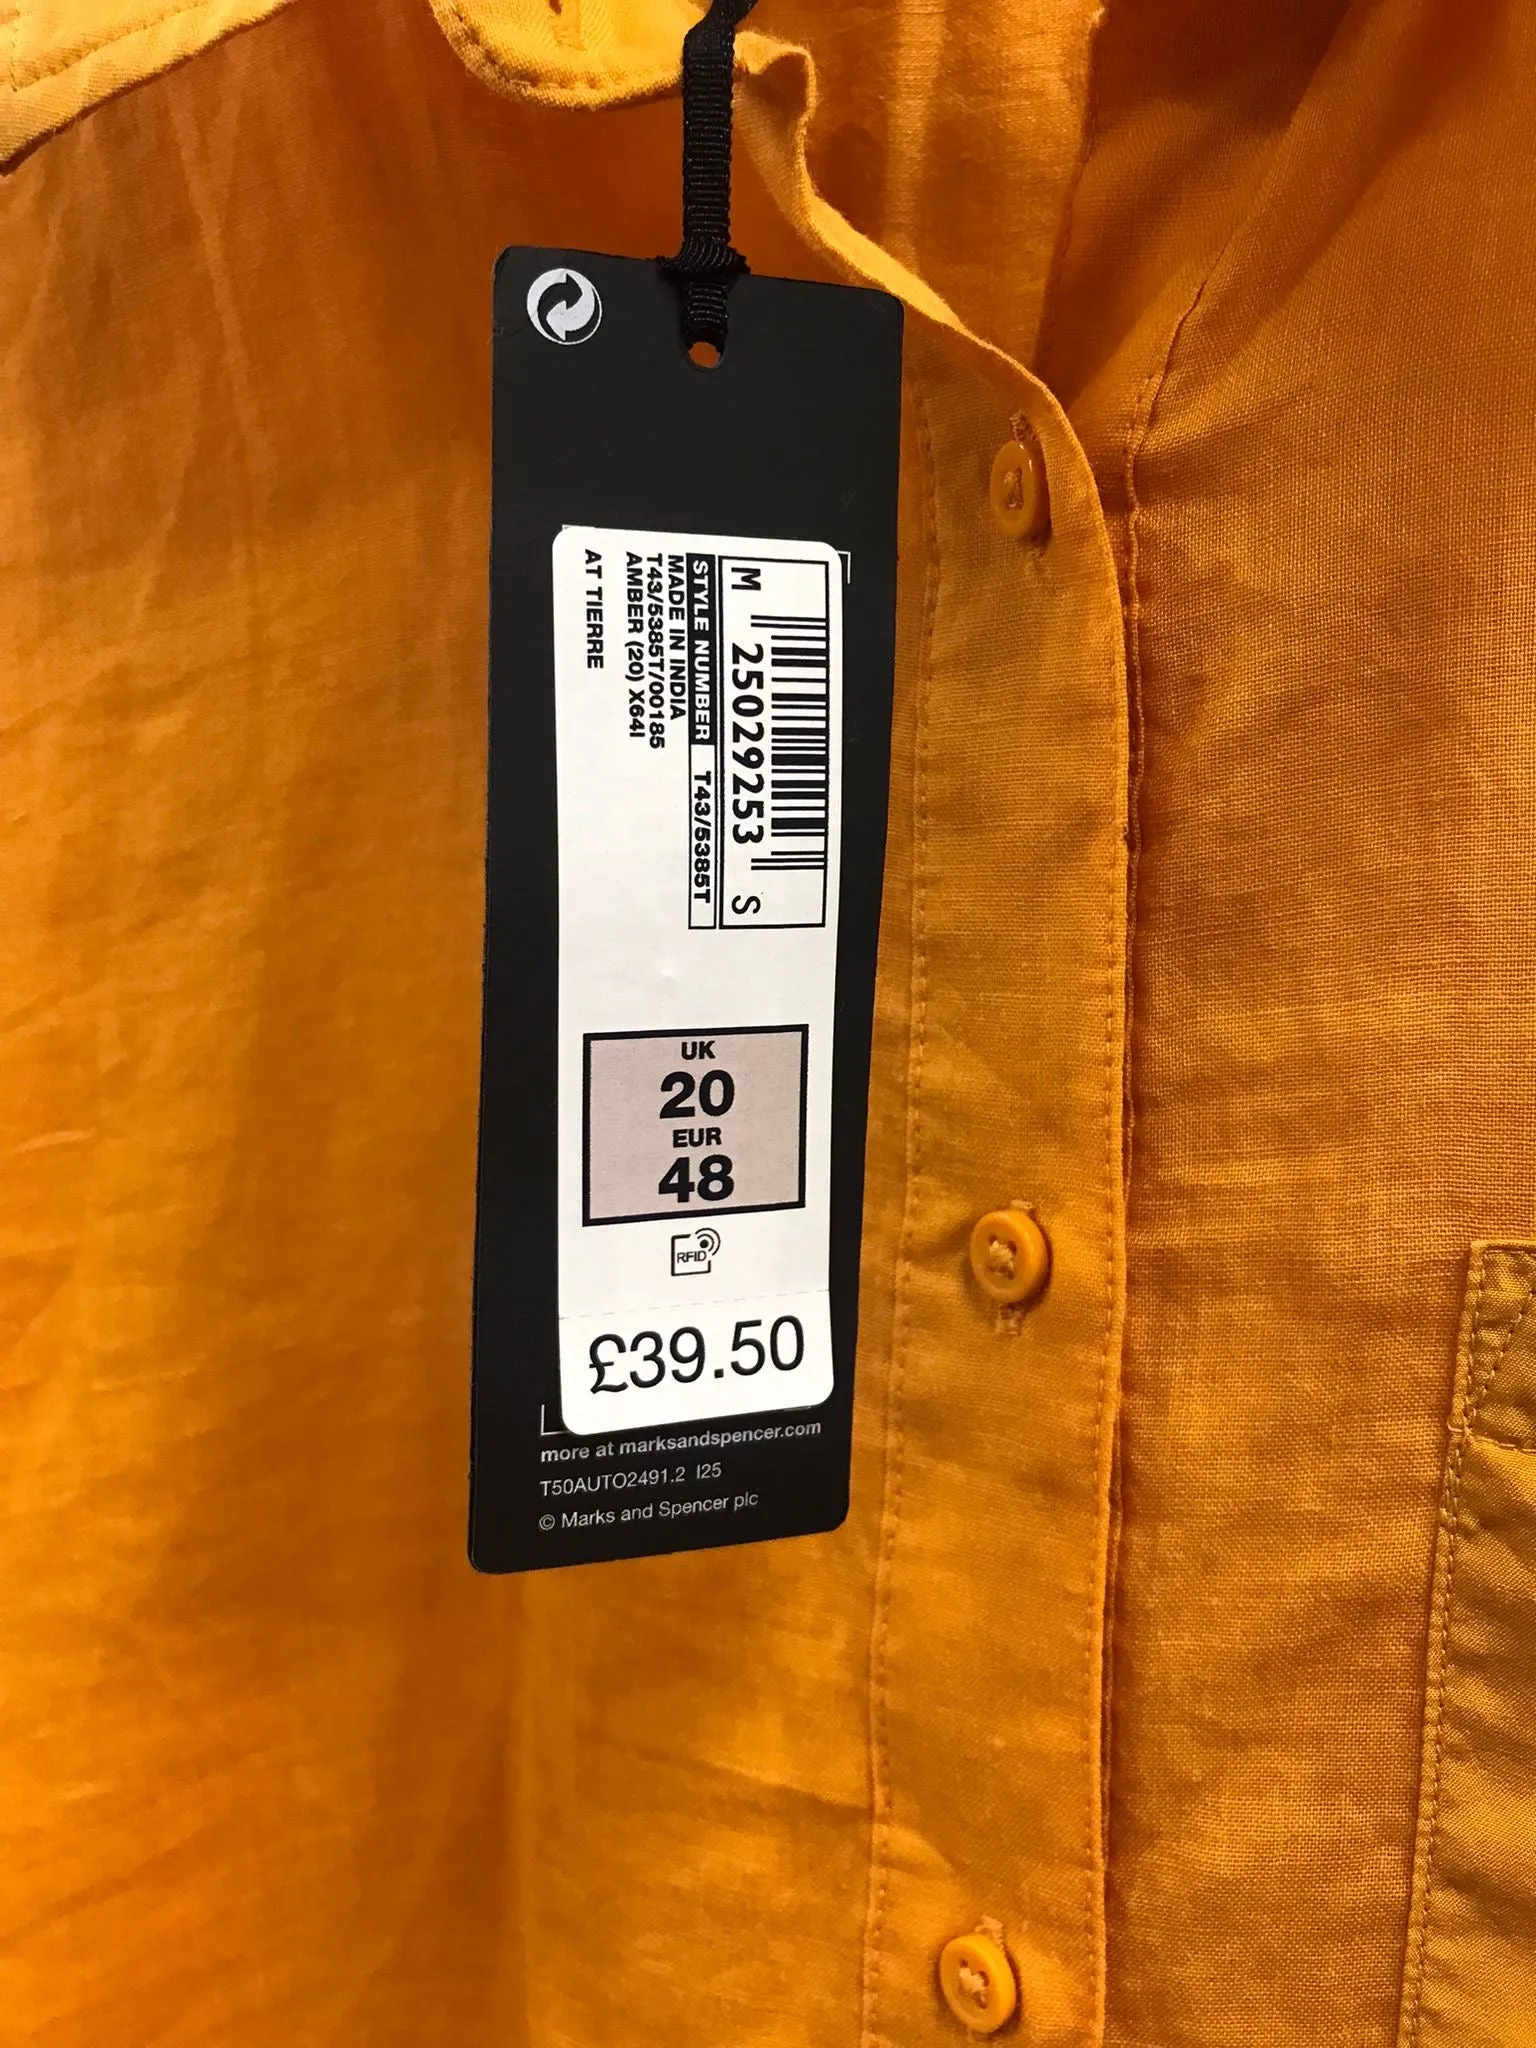 M 25029253 S
STYLE NUMBER T43/5385T
MADE IN INDIA
T43/5385T/00185
AMBER (20) X64I
AT TIERRE
UK
20
EUR
48
RFID
£39.50
more at marksandspencer.com
T50AUTO2491.2 I25
© Marks and Spencer plc